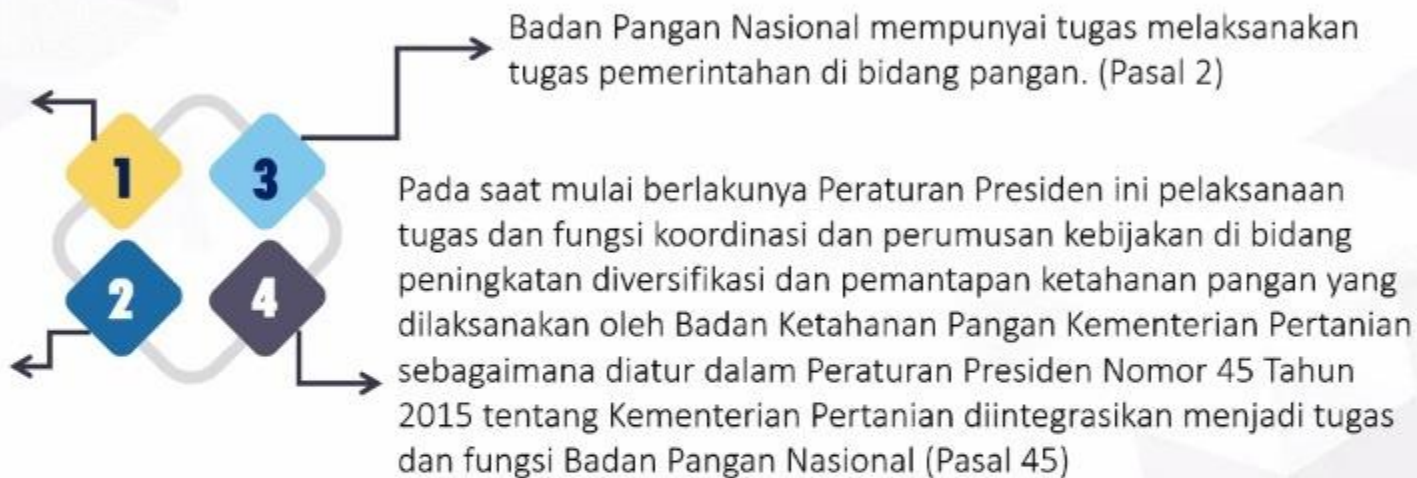 Badan Pangan Nasional mempunyai tugas melaksanakan
tugas pemerintahan di bidang pangan. (Pasal 2)
1
3
2
4
Pada saat mulai berlakunya Peraturan Presiden ini pelaksanaan
tugas dan fungsi koordinasi dan perumusan kebijakan di bidang
peningkatan diversifikasi dan pemantapan ketahanan pangan yang
dilaksanakan oleh Badan Ketahanan Pangan Kementerian Pertanian
sebagaimana diatur dalam Peraturan Presiden Nomor 45 Tahun
2015 tentang Kementerian Pertanian diintegrasikan menjadi tugas
dan fungsi Badan Pangan Nasional (Pasal 45)